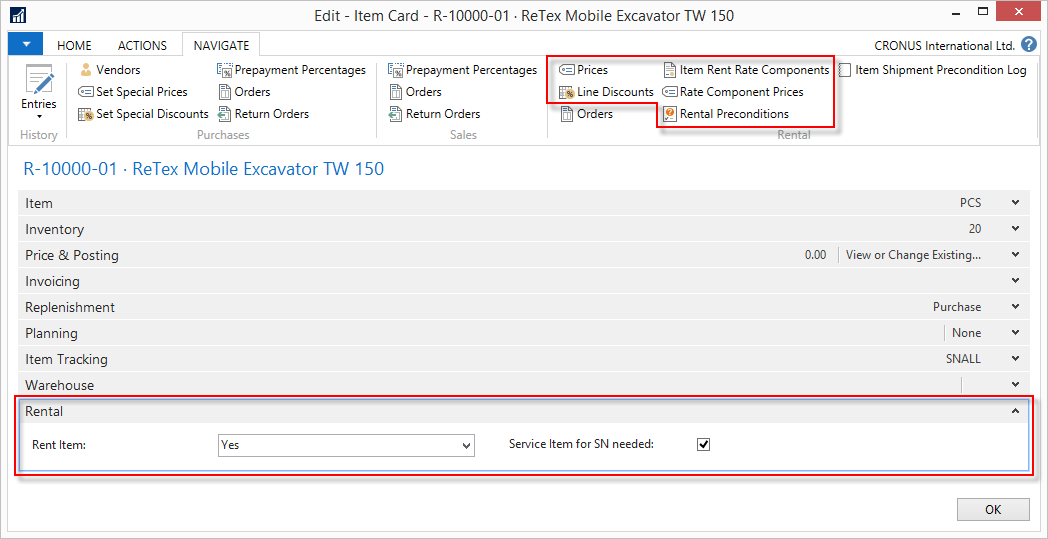 Edit - Item Card - R-10000-01 · ReTex Mobile Excavator TW 150
HOME ACTIONS NAVIGATE CRONUS International Ltd.
Vendors Prepayment Percentages Prepayment Percentages Prices Item Rent Rate Components Item Shipment Precondition Log
Set Special Prices Orders Orders Line Discounts Rate Component Prices
Entries
Set Special Discounts Return Orders Return Orders Orders Rental Preconditions
History Purchases Sales Rental
R-10000-01 · ReTex Mobile Excavator TW 150
Item PCS
Inventory 20
Price & Posting 0.00 View or Change Existing...
Invoicing
Replenishment Purchase
Planning None
Item Tracking SNALL
Warehouse
Rental
Rent Item: Yes Service Item for SN needed:
OK